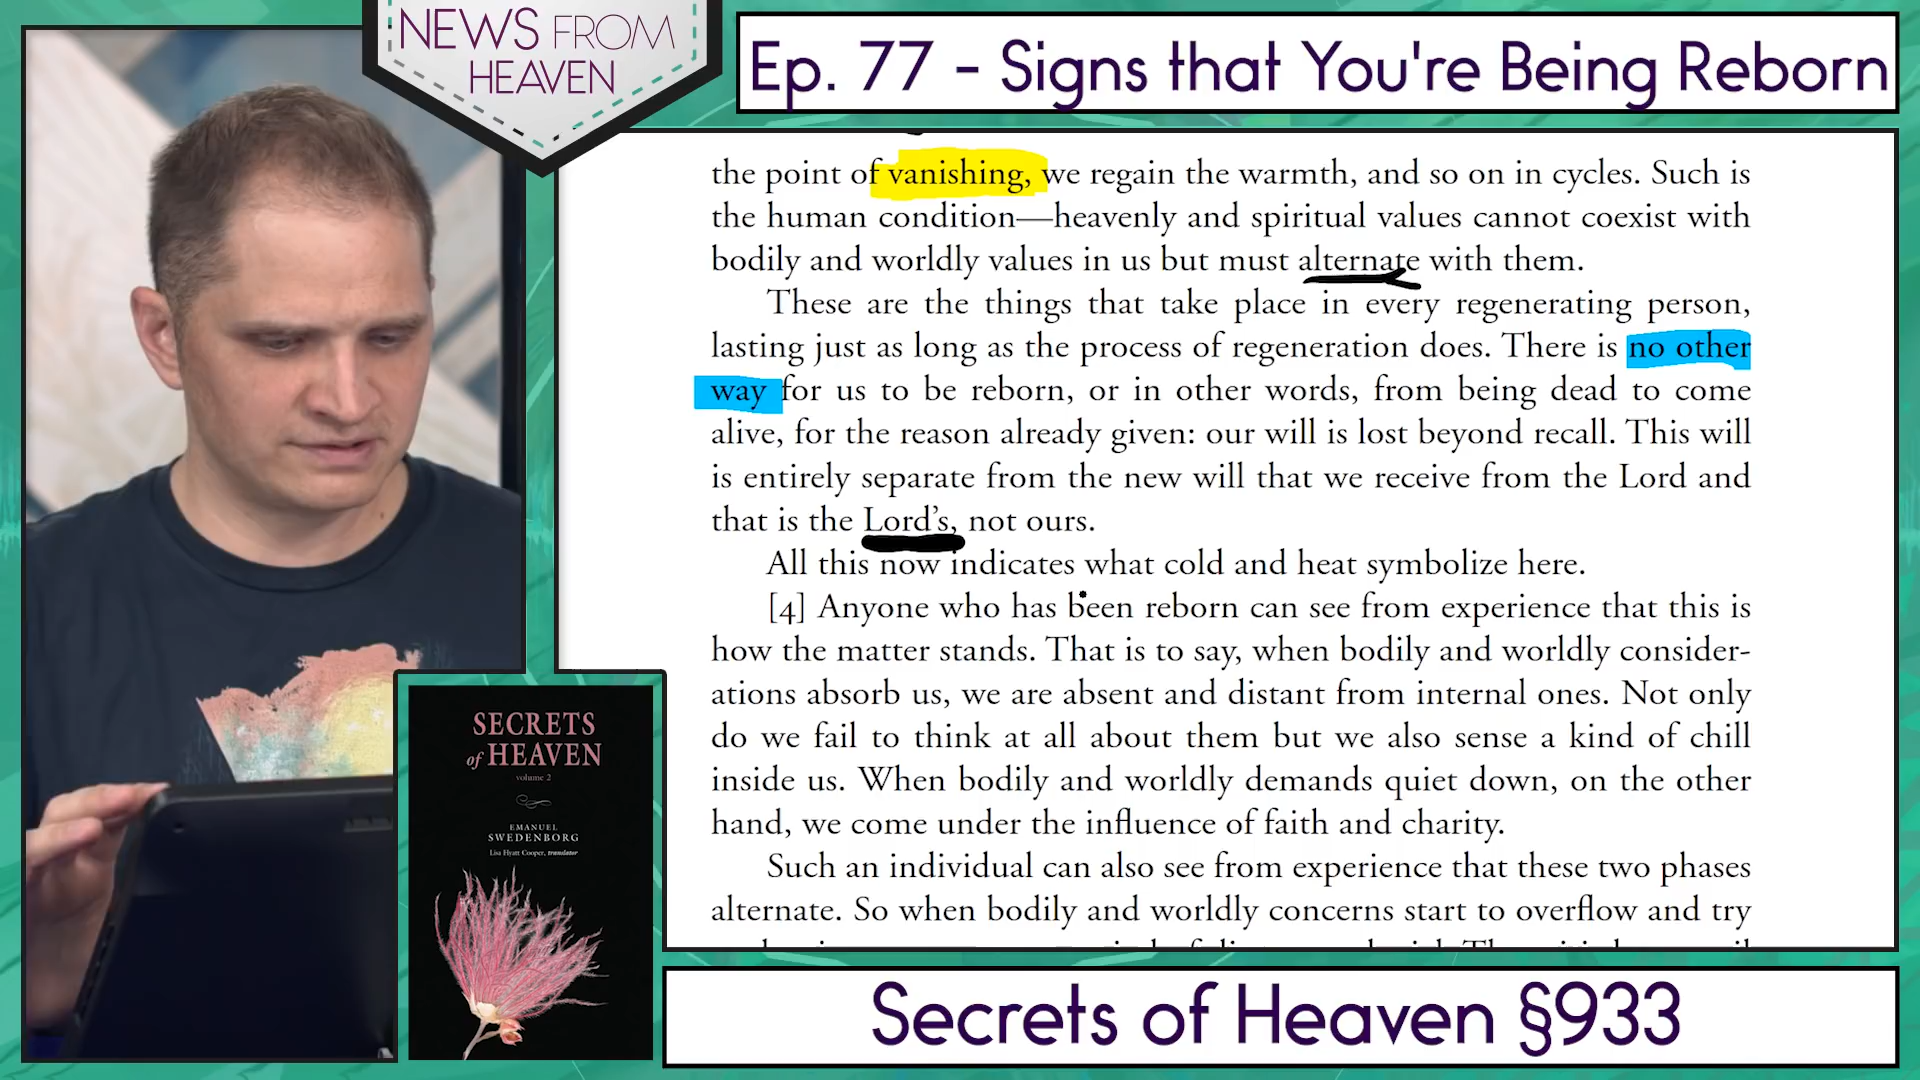 NEWS FROM
HEAVEN
Ep. 77 - Signs that You're Being Reborn
the point of vanishing, we regain the warmth, and so on in cycles. Such is
the human condition—heavenly and spiritual values cannot coexist with
bodily and worldly values in us but must alternate with them.
These are the things that take place in every regenerating person,
lasting just as long as the process of regeneration does. There is no other
way for us to be reborn, or in other words, from being dead to come
alive, for the reason already given: our will is lost beyond recall. This will
is entirely separate from the new will that we receive from the Lord and
that is the Lord's, not ours.
All this now indicates what cold and heat symbolize here.
[4] Anyone who has been reborn can see from experience that this is
how the matter stands. That is to say, when bodily and worldly consider-
ations absorb us, we are absent and distant from internal ones. Not only
do we fail to think at all about them but we also sense a kind of chill
inside us. When bodily and worldly demands quiet down, on the other
hand, we come under the influence of faith and charity.
Such an individual can also see from experience that these two phases
alternate. So when bodily and worldly concerns start to overflow and try
SECRETS
of HEAVEN
volume 2
EMANUEL
SWEDENBORG
Lisa Hyatt Cooper, translator
Secrets of Heaven §933